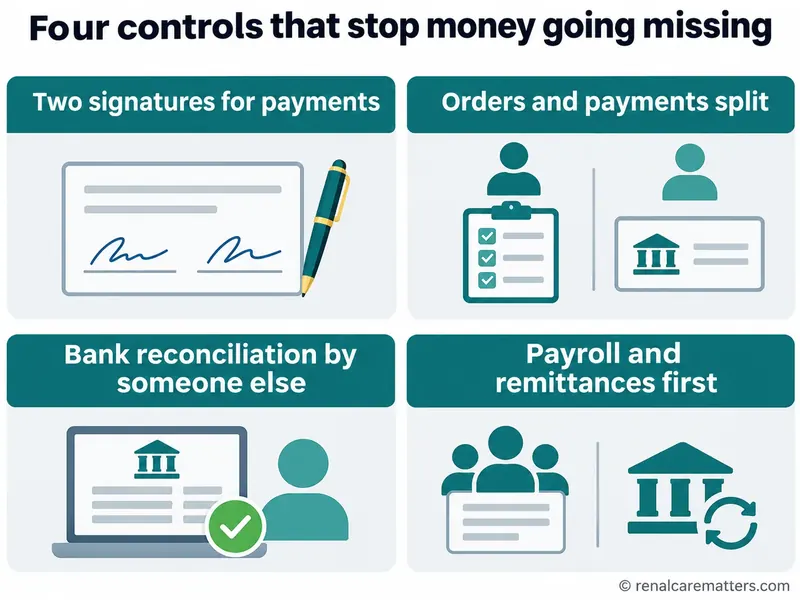 Four controls that stop money going missing
Two signatures for payments
Orders and payments split
Bank reconciliation by
someone else
Payroll and
remittances first
© renalcarematters.com